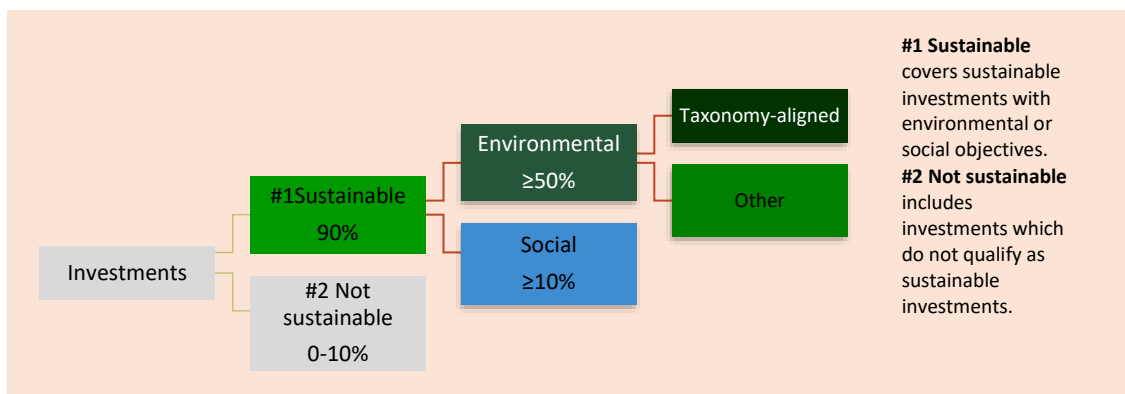 Investments
#1Sustainable
90%
#2 Not
sustainable
0-10%
Environmental
≥50%
Social
≥10%
Taxonomy-aligned
Other
#1 Sustainable
covers sustainable
investments with
environmental or
social objectives.
#2 Not sustainable
includes
investments which
do not qualify as
sustainable
investments.